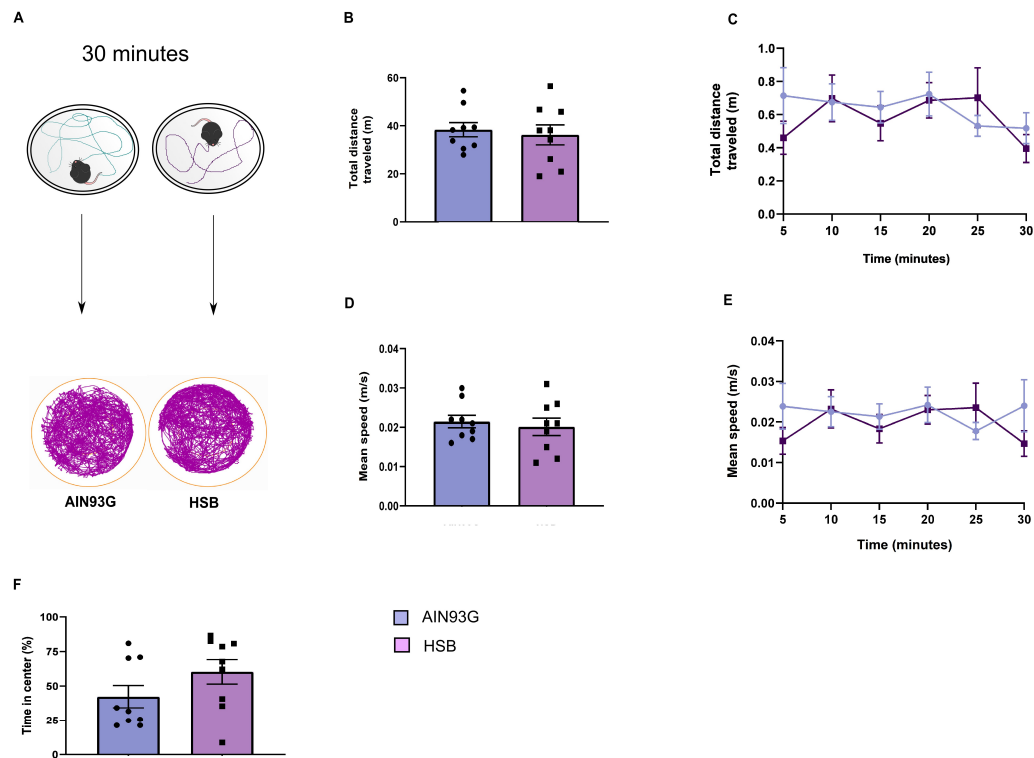 A
30 minutes
AIN93G
HSB
B
Total distance
traveled (m)
60
40
20
0
C
Total distance
traveled (m)
1.0
0.8
0.6
0.4
0.2
0.0
5 10 15 20 25 30
Time (minutes)
D
Mean speed (m/s)
0.04
0.03
0.02
0.01
0.00
E
Mean speed (m/s)
0.04
0.03
0.02
0.01
0.00
5 10 15 20 25 30
Time (minutes)
F
Time in center (%)
100
75
50
25
0
AIN93G
HSB